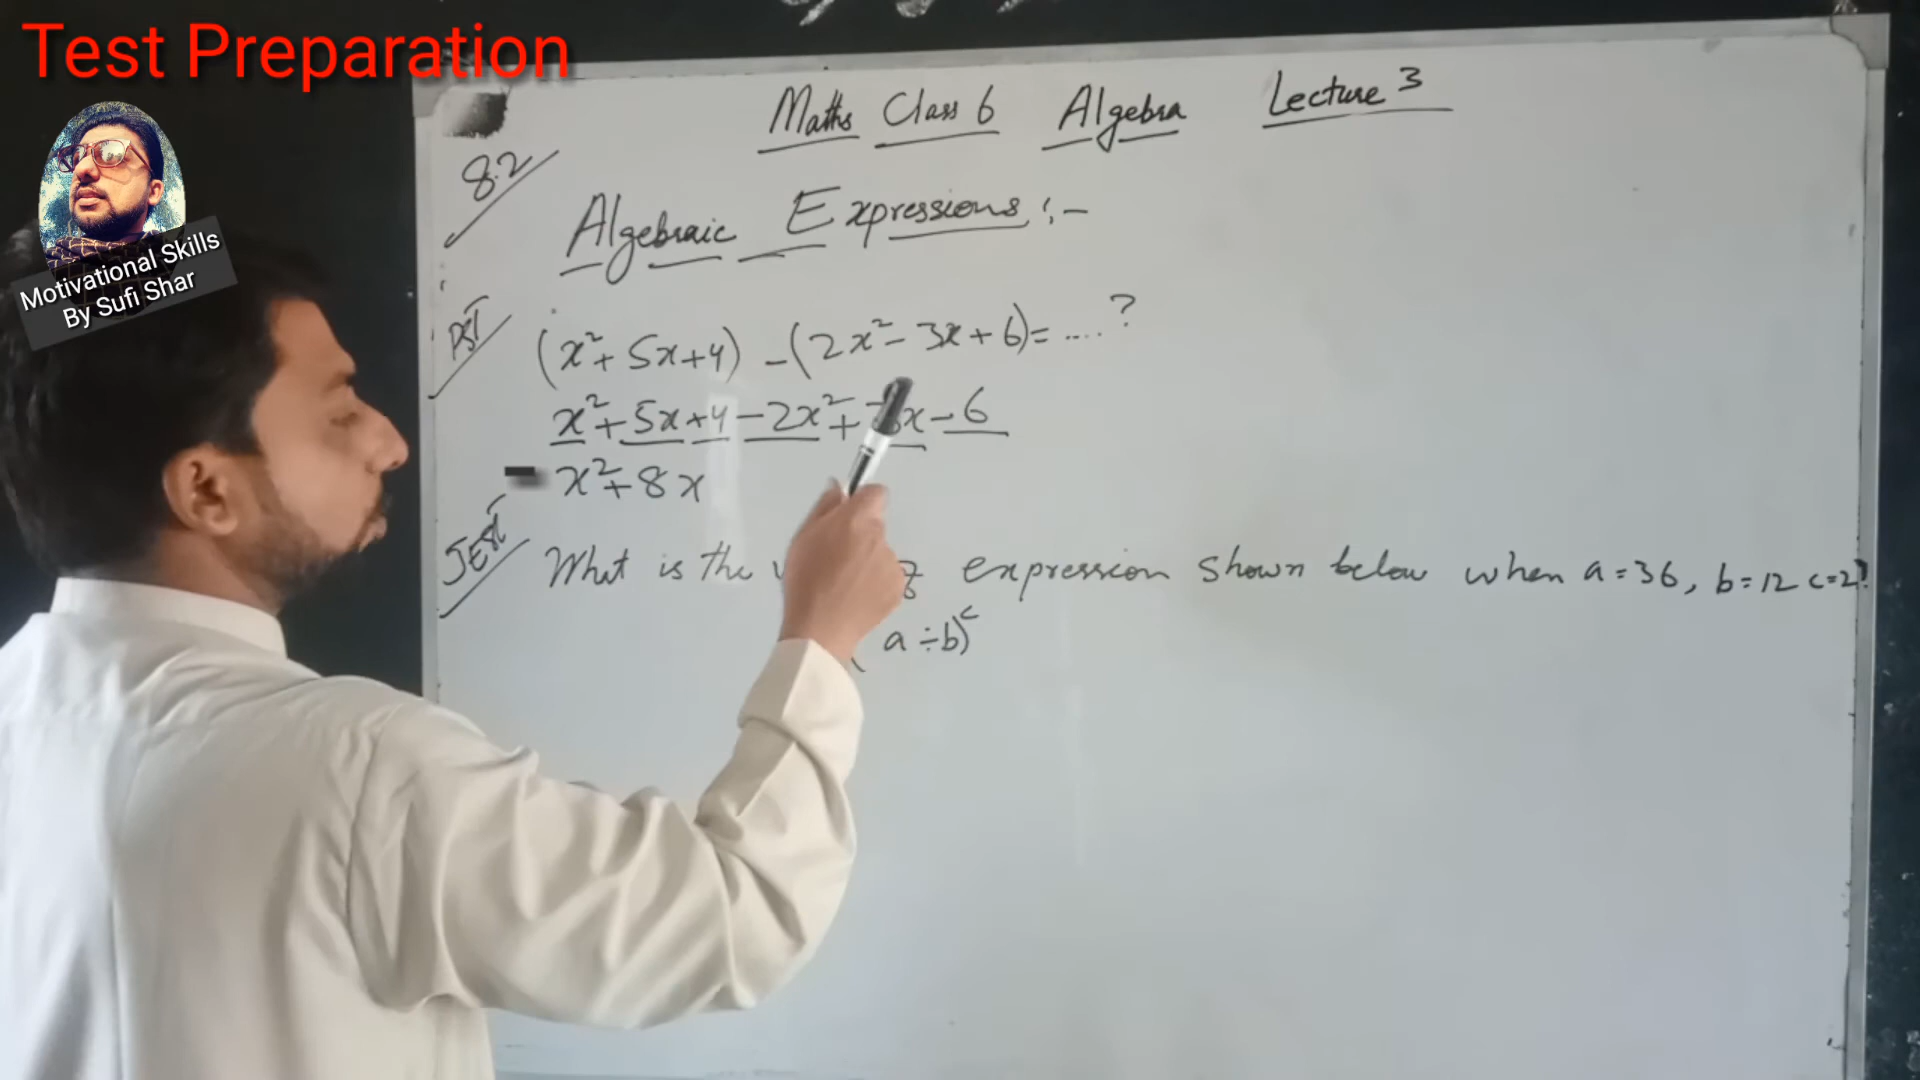 Test Preparation
Motivational Skills
By Sufi Shar
Maths Class 6 Algebra Lecture 3
8.2
Algebraic Expressions :-
PST (x²+5x+4) -(2x²-3x+6)= ....?
x²+5x+4-2x²+3x-6
- x²+8x
JEST What is the expression shown below when a=36, b=12 c=2?
(a÷b)ᶜ